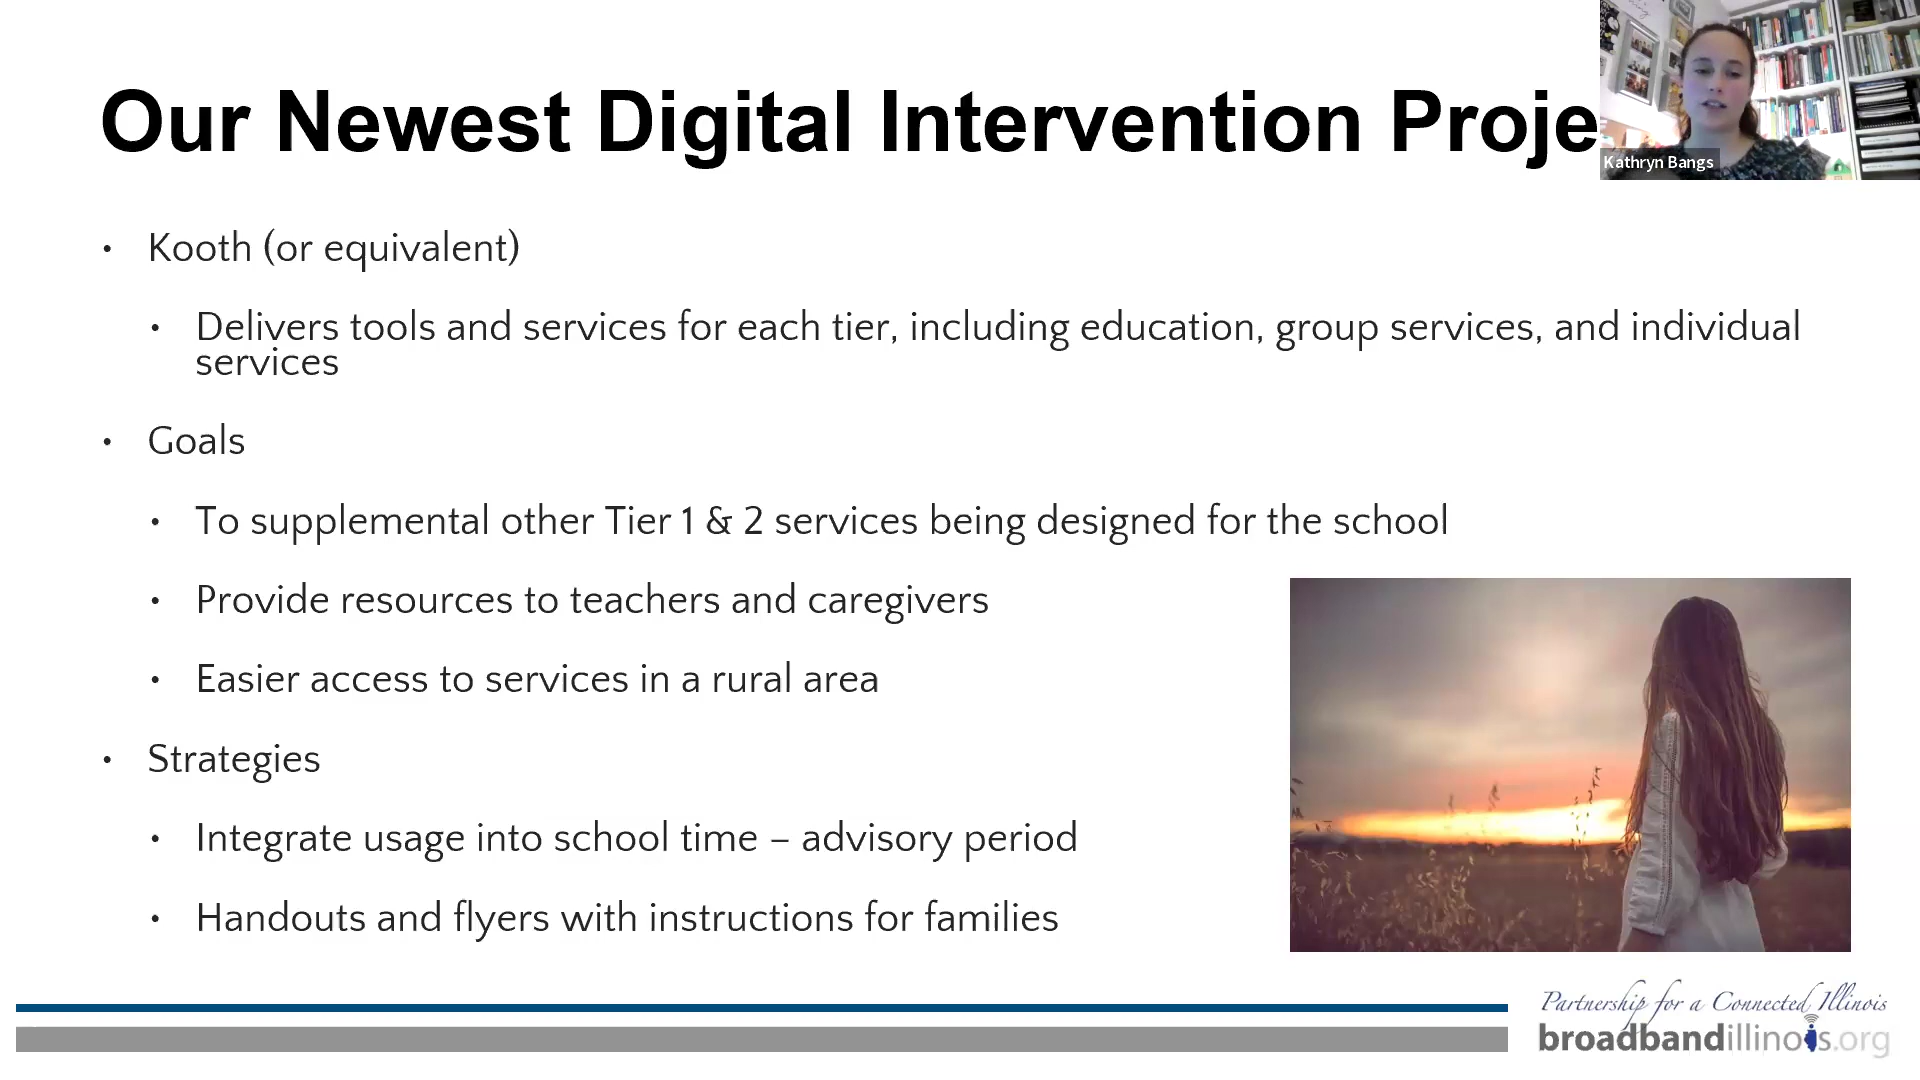 Our Newest Digital Intervention Proje
Kathryn Bangs
• Kooth (or equivalent)
• Delivers tools and services for each tier, including education, group services, and individual
services
• Goals
• To supplemental other Tier 1 & 2 services being designed for the school
• Provide resources to teachers and caregivers
• Easier access to services in a rural area
• Strategies
• Integrate usage into school time – advisory period
• Handouts and flyers with instructions for families
Partnership for a Connected Illinois
broadbandillinois.org